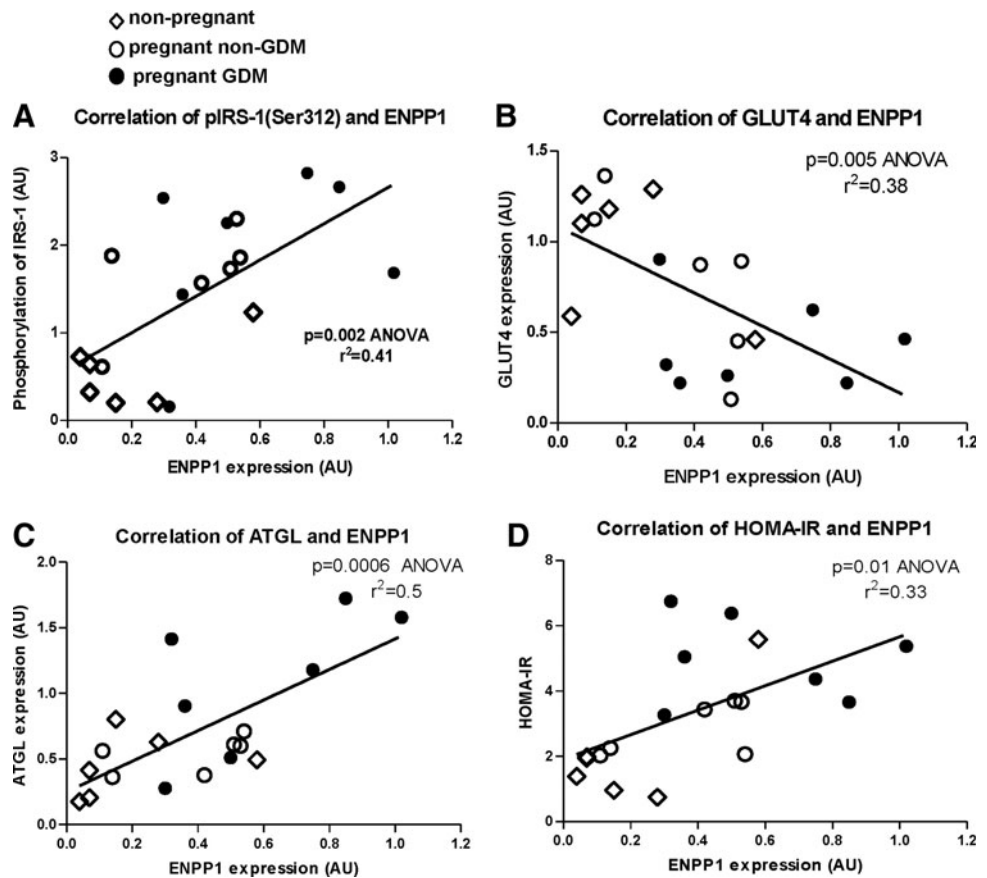 non-pregnant
pregnant non-GDM
pregnant GDM
A
Correlation of pIRS-1(Ser312) and ENPP1
Phosphorylation of IRS-1 (AU)
3
2
1
0
p=0.002 ANOVA
r²=0.41
0.0 0.2 0.4 0.6 0.8 1.0 1.2
ENPP1 expression (AU)
B
Correlation of GLUT4 and ENPP1
p=0.005 ANOVA
r²=0.38
GLUT4 expression (AU)
1.5
1.0
0.5
0.0
0.0 0.2 0.4 0.6 0.8 1.0 1.2
ENPP1 expression (AU)
C
Correlation of ATGL and ENPP1
p=0.0006 ANOVA
r²=0.5
ATGL expression (AU)
2.0
1.5
1.0
0.5
0.0
0.0 0.2 0.4 0.6 0.8 1.0 1.2
ENPP1 expression (AU)
D
Correlation of HOMA-IR and ENPP1
p=0.01 ANOVA
r²=0.33
HOMA-IR
8
6
4
2
0
0.0 0.2 0.4 0.6 0.8 1.0 1.2
ENPP1 expression (AU)